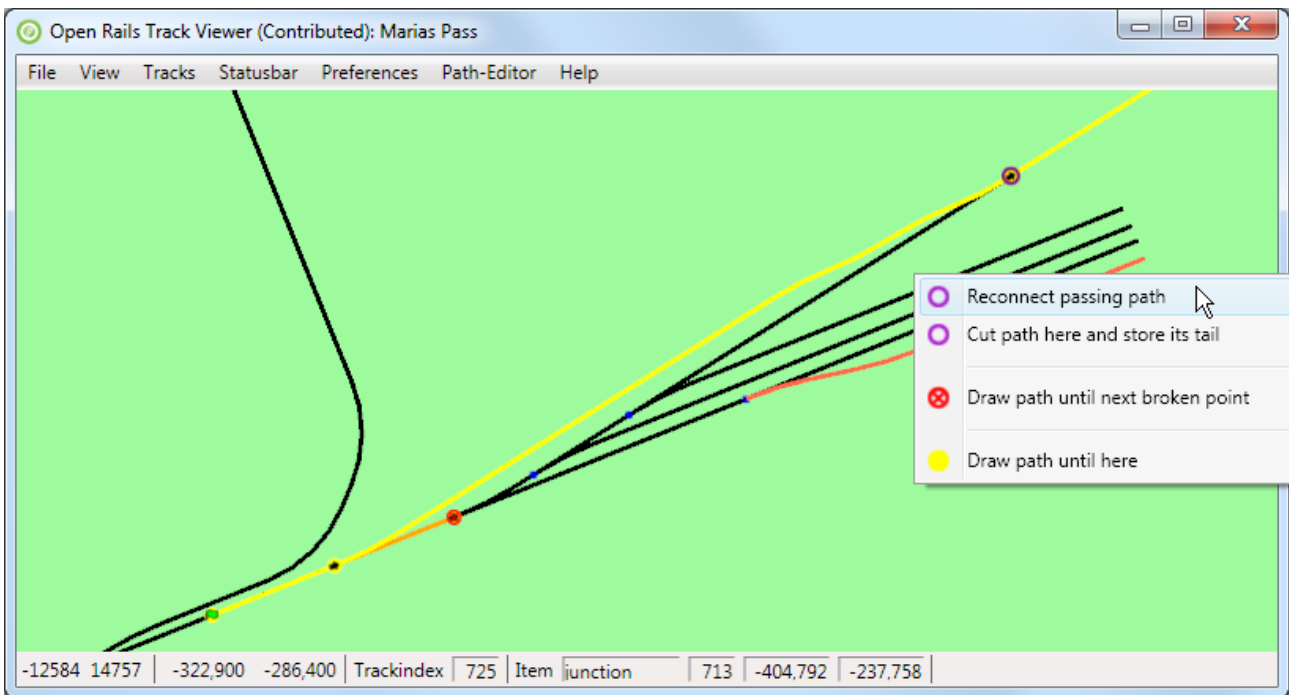 Open Rails Track Viewer (Contributed): Marias Pass
File View Tracks Statusbar Preferences Path-Editor Help
Reconnect passing path
Cut path here and store its tail
Draw path until next broken point
Draw path until here
-12584 14757 -322,900 -286,400 Trackindex 725 Item junction 713 -404,792 -237,758